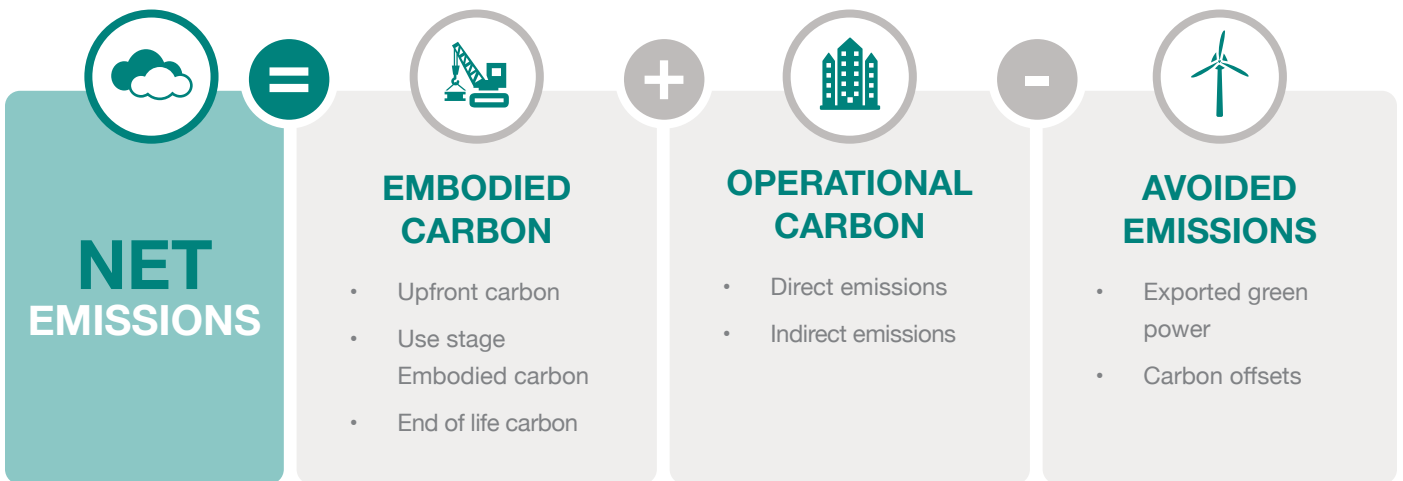 NET
EMISSIONS
=
EMBODIED
CARBON
• Upfront carbon
• Use stage
Embodied carbon
• End of life carbon
+
OPERATIONAL
CARBON
• Direct emissions
• Indirect emissions
-
AVOIDED
EMISSIONS
• Exported green
power
• Carbon offsets